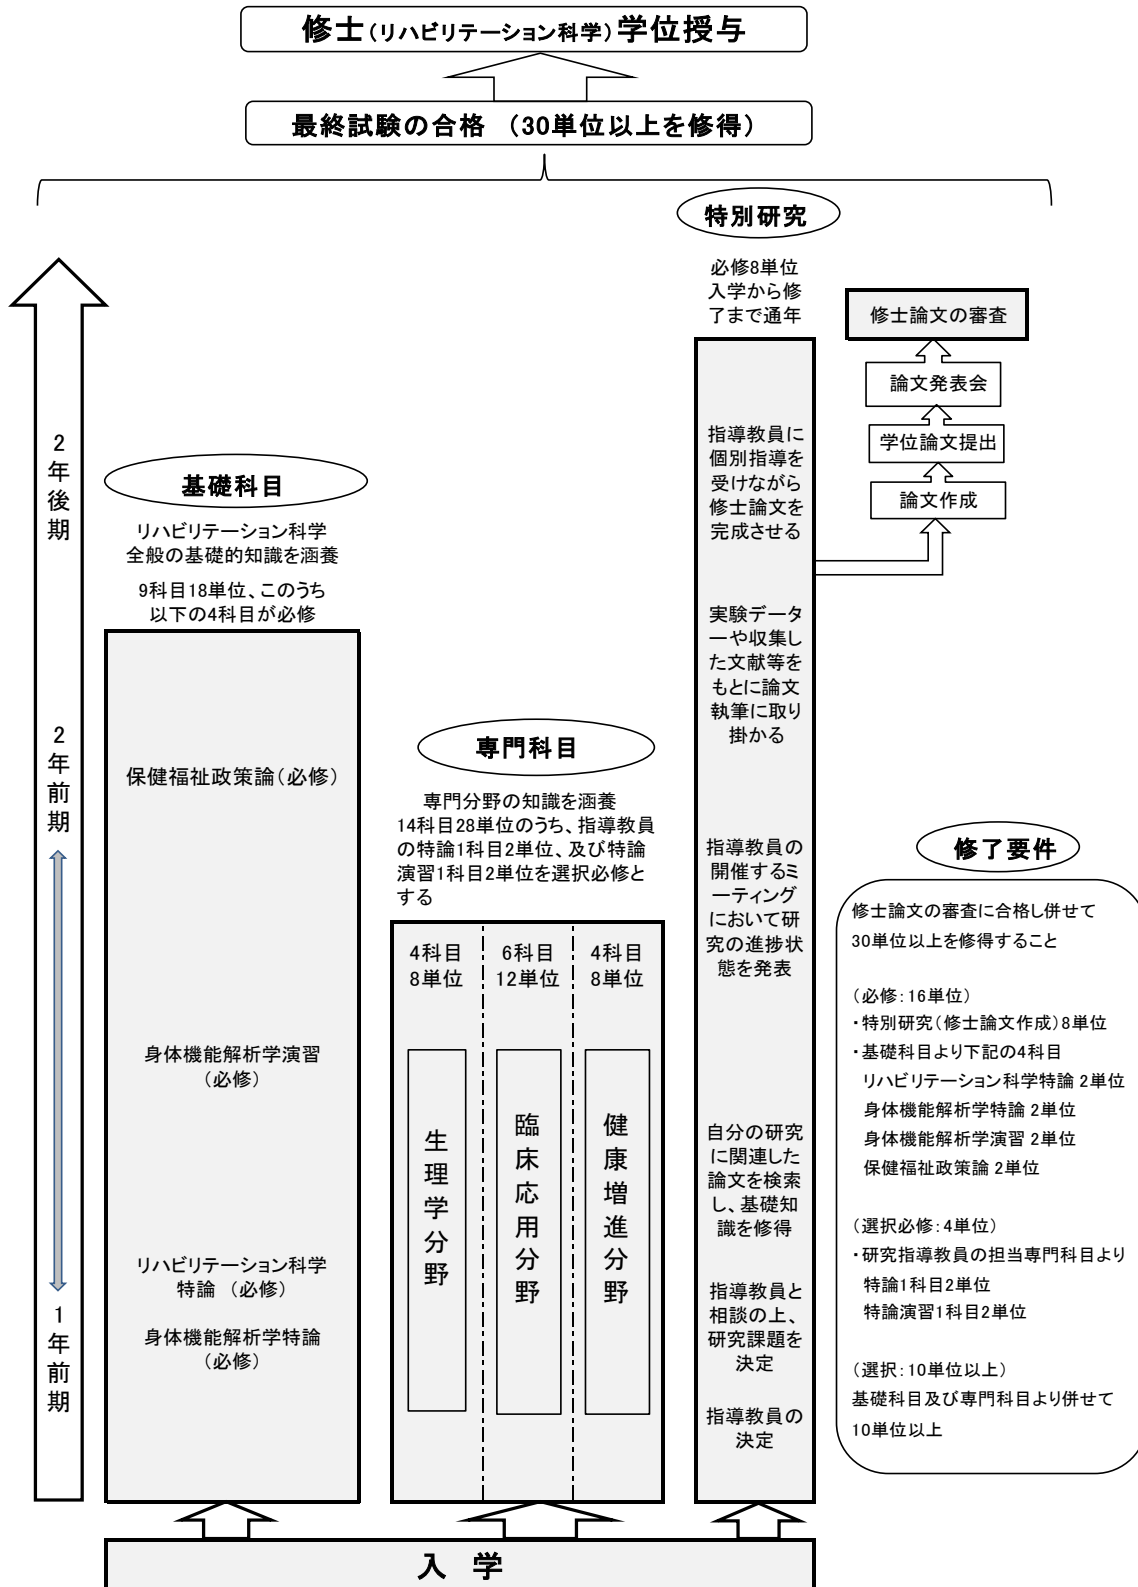 修士(リハビリテーション科学)学位授与
最終試験の合格 (30単位以上を修得)
特別研究
必修8単位
入学から修
了まで通年
修士論文の審査
論文発表会
学位論文提出
論文作成
指導教員に
個別指導を
受けながら
修士論文を
完成させる
実験データ
ーや収集し
た文献等を
もとに論文
執筆に取り
掛かる
指導教員の
開催するミ
ーティング
において研
究の進捗状
態を発表
自分の研究
に関連した
論文を検索
し、基礎知
識を修得
指導教員と
相談の上、
研究課題を
決定
指導教員の
決定
2年後期
2年前期
1年前期
基礎科目
リハビリテーション科学
全般の基礎的知識を涵養
9科目18単位、このうち
以下の4科目が必修
保健福祉政策論(必修)
身体機能解析学演習
(必修)
リハビリテーション科学
特論 (必修)
身体機能解析学特論
(必修)
専門科目
専門分野の知識を涵養
14科目28単位のうち、指導教員
の特論1科目2単位、及び特論
演習1科目2単位を選択必修と
する
4科目
8単位
6科目
12単位
4科目
8単位
生理学分野
臨床応用分野
健康増進分野
修了要件
修士論文の審査に合格し併せて
30単位以上を修得すること
(必修:16単位)
・特別研究(修士論文作成)8単位
・基礎科目より下記の4科目
リハビリテーション科学特論 2単位
身体機能解析学特論 2単位
身体機能解析学演習 2単位
保健福祉政策論 2単位
(選択必修:4単位)
・研究指導教員の担当専門科目より
特論1科目2単位
特論演習1科目2単位
(選択:10単位以上)
基礎科目及び専門科目より併せて
10単位以上
入 学